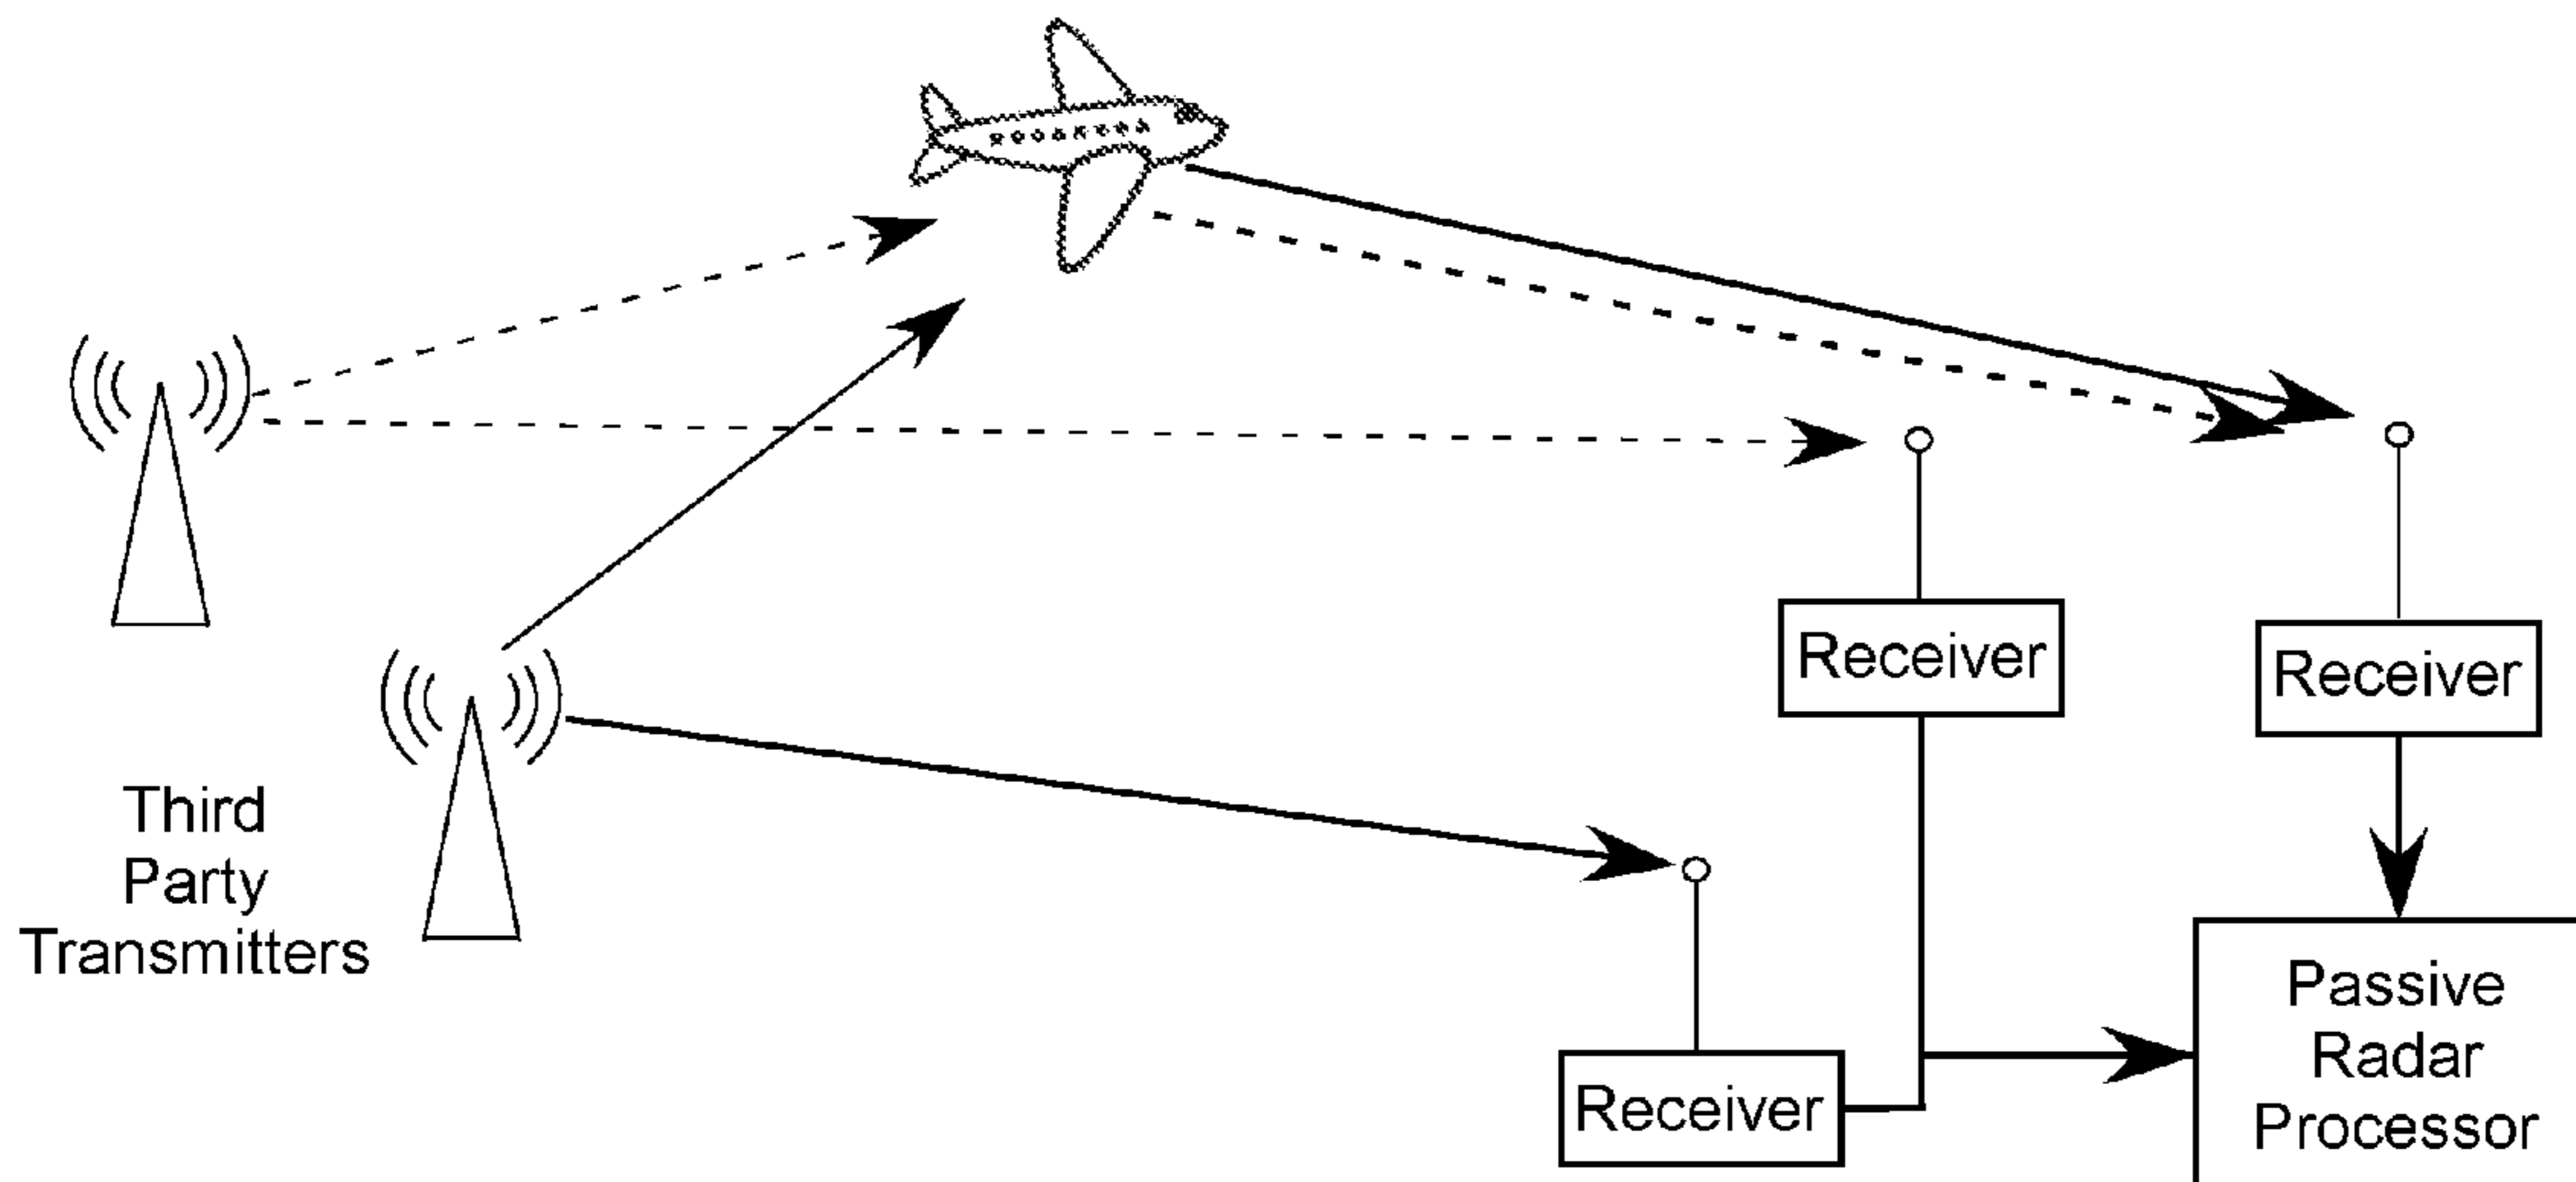 Receiver
Receiver
Third
Party
Transmitters
Receiver
Passive
Radar
Processor